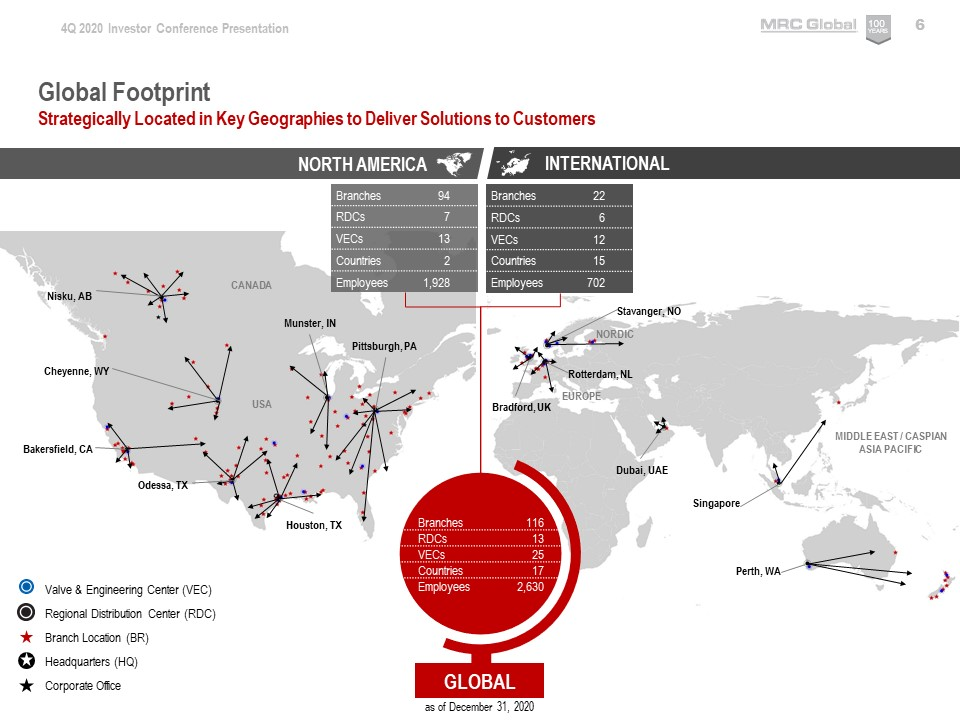 4Q 2020 Investor Conference Presentation
MRC Global
100 YEARS.
6
Global Footprint
Strategically Located in Key Geographies to Deliver Solutions to Customers
NORTH AMERICA
INTERNATIONAL
Branches 94
RDCs 7
VECs 13
Countries 2
Employees 1,928
Branches 22
RDCs 6
VECs 12
Countries 15
Employees 702
Nisku, AB
CANADA
Munster, IN
Pittsburgh, PA
Cheyenne, WY
USA
Bakersfield, CA
Odessa, TX
Houston, TX
Stavanger, NO
NORDIC
Rotterdam, NL
EUROPE
Bradford, UK
Dubai, UAE
MIDDLE EAST / CASPIAN
ASIA PACIFIC
Singapore
Perth, WA
Branches 116
RDCs 13
VECs 25
Countries 17
Employees 2,630
Valve & Engineering Center (VEC)
Regional Distribution Center (RDC)
Branch Location (BR)
Headquarters (HQ)
Corporate Office
GLOBAL
as of December 31, 2020